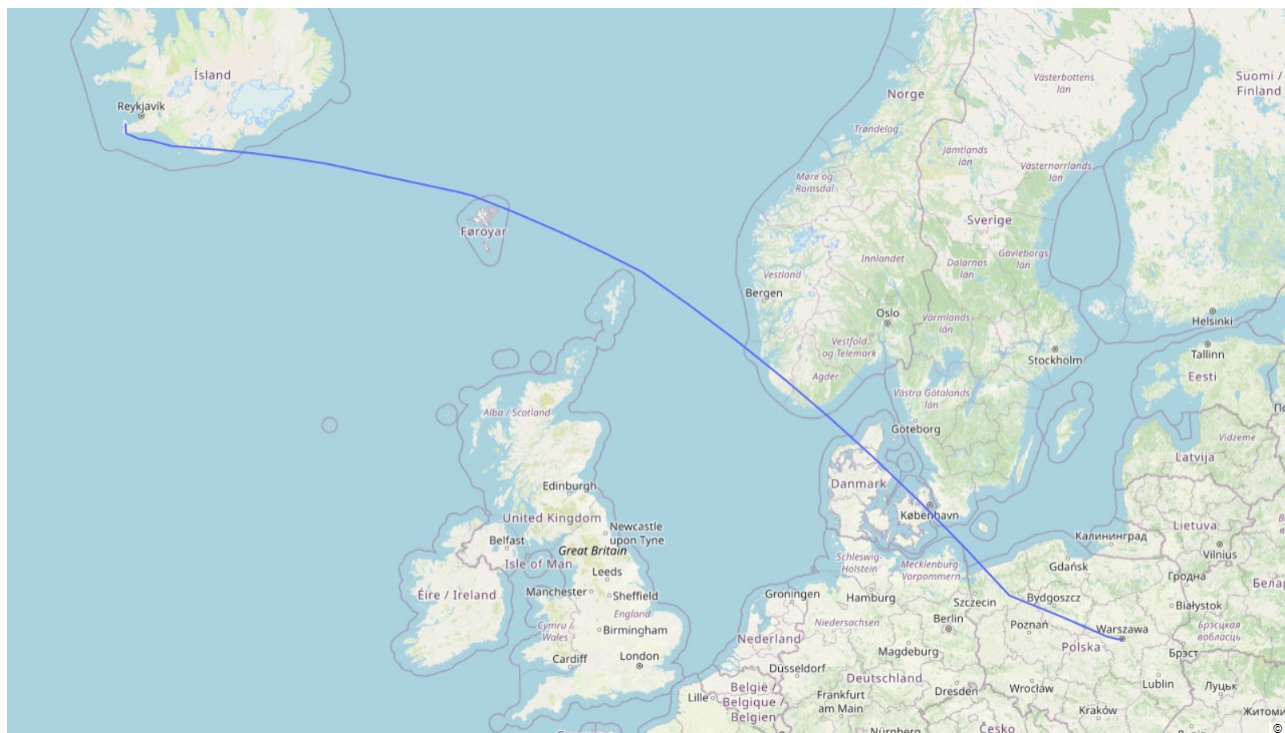 Ísland
Reykjavík
Føroyar
Norge
Västerbottens
län
Suomi /
Finland
Trøndelag
Jämtlands
län
Västernorrlands
län
Møre og
Romsdal
Sverige
Innlandet
Dalarnas
län
Gävleborgs
län
Vestland
Bergen
Oslo
Värmlands
län
Helsinki
Vestfold
og Telemark
Stockholm
Tallinn
Eesti
Agder
Västra Götalands
län
Göteborg
Vidzeme
Latvija
Alba / Scotland
Danmark
Edinburgh
København
United Kingdom
Newcastle
upon Tyne
Belfast
Great Britain
Isle of Man
Калининград
Lietuva
Vilnius
Schleswig-
Holstein
Mecklenburg-
Vorpommern
Gdańsk
Гродна
Leeds
Éire / Ireland
Manchester
Sheffield
England
Groningen
Hamburg
Szczecin
Bydgoszcz
Białystok
Cymru /
Wales
Birmingham
Niedersachsen
Berlin
Poznań
Warszawa
Брэсцкая
вобласць
Nederland
Magdeburg
Polska
Брэст
Cardiff
London
Düsseldorf
Deutschland
Dresden
Wrocław
Lublin
Луцьк
Lille
België /
Belgique /
Belgien
Frankfurt
am Main
Kraków
Česko
©